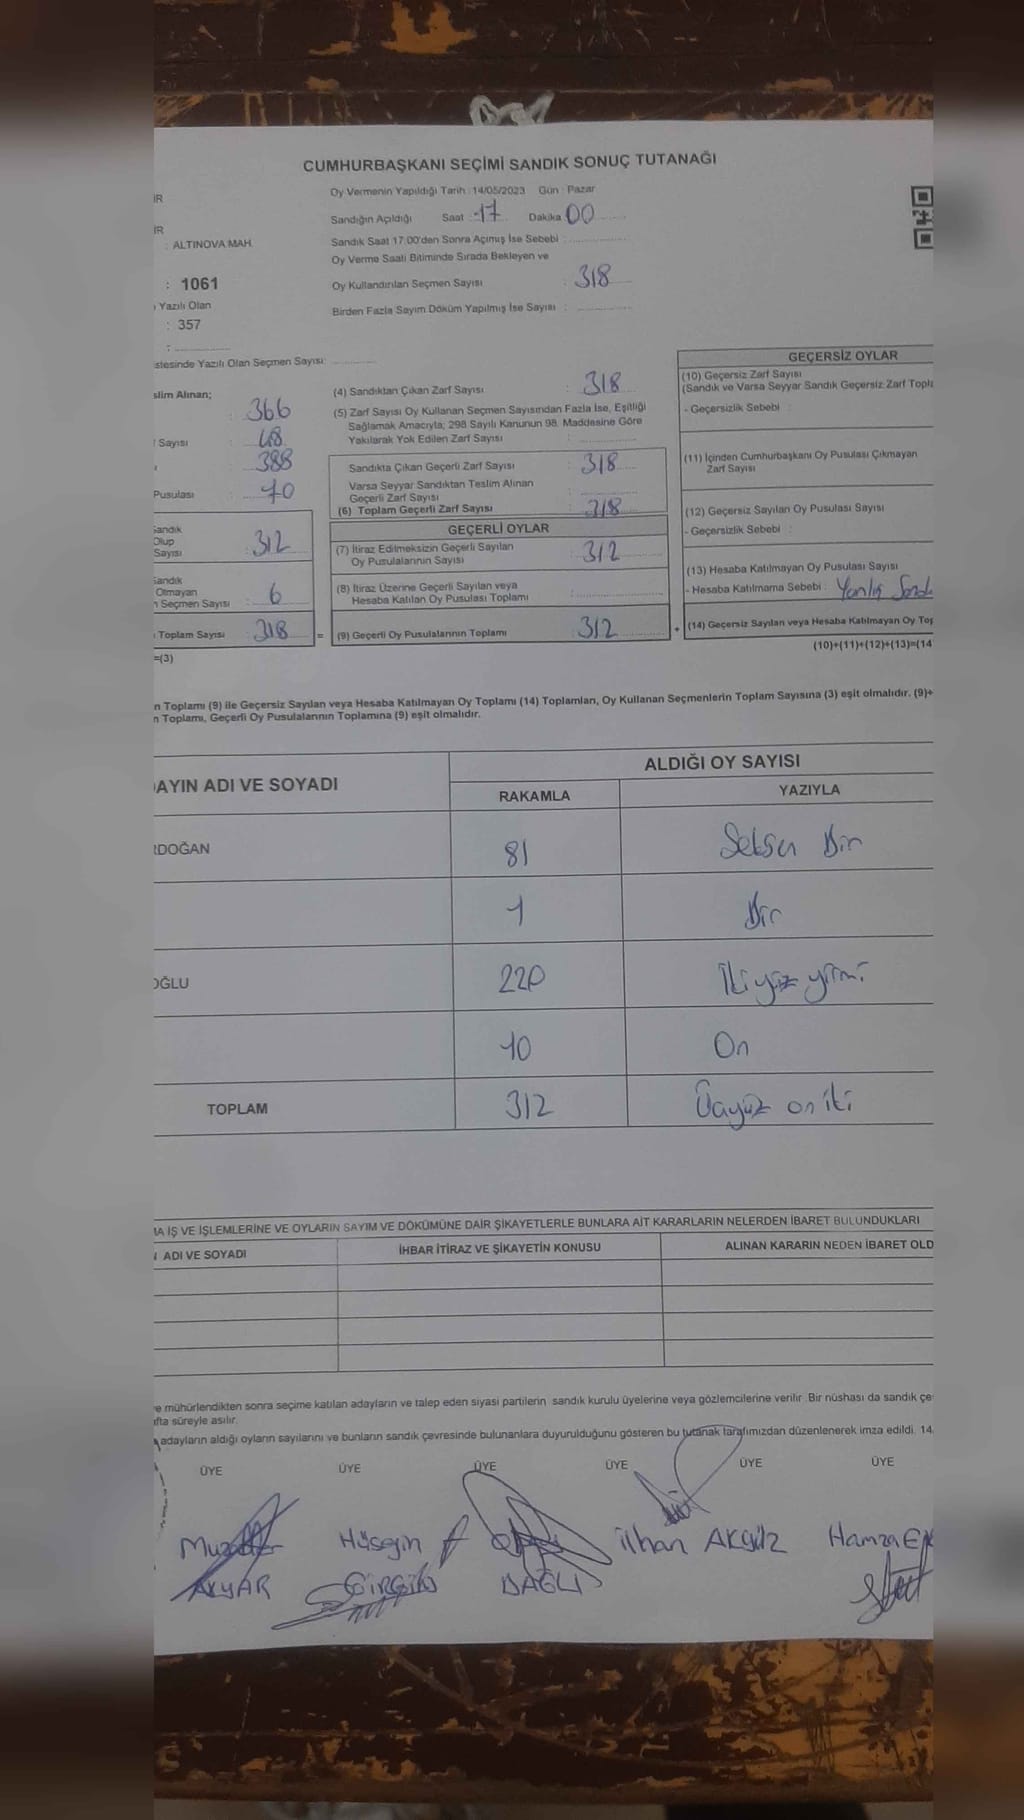 CUMHURBAŞKANI SEÇİMİ SANDIK SONUÇ TUTANAĞI
İR
Oy Vermenin Yapıldığı Tarih : 14/05/2023 Gün : Pazar
Sandığın Açıldığı Saat : 17 Dakika 00
İR
: ALTINOVA MAH.
Sandık Saat 17:00'den Sonra Açımış İse Sebebi :
Oy Verme Saati Bitiminde Sırada Bekleyen ve
Oy Kullandırılan Seçmen Sayısı : 318
: 1061
Yazılı Olan
: 357
Birden Fazla Sayım Döküm Yapılmış İse Sayısı :
:
stesinde Yazılı Olan Seçmen Sayısı:
slim Alınan;
: 366
Sayısı : 48
: 388
Pusulası : 70
Sandık
Olup
Sayısı : 312
Sandık
Olmayan
n Seçmen Sayısı : 6
Toplam Sayısı : 318 =
=(3)
(4) Sandıktan Çıkan Zarf Sayısı : 318
(5) Zarf Sayısı Oy Kullanan Seçmen Sayısından Fazla İse, Eşitliği
Sağlamak Amacıyla; 298 Sayılı Kanunun 98. Maddesine Göre
Yakılarak Yok Edilen Zarf Sayısı :
Sandıkta Çıkan Geçerli Zarf Sayısı : 318
Varsa Seyyar Sandıktan Teslim Alınan
Geçerli Zarf Sayısı :
(6) Toplam Geçerli Zarf Sayısı : 318
GEÇERLİ OYLAR
(7) İtiraz Edilmeksizin Geçerli Sayılan
Oy Pusulalarının Sayısı : 312
(8) İtiraz Üzerine Geçerli Sayılan veya
Hesaba Katılan Oy Pusulası Toplamı :
(9) Geçerli Oy Pusulalarının Toplamı : 312 +
GEÇERSİZ OYLAR
(10) Geçersiz Zarf Sayısı
(Sandık ve Varsa Seyyar Sandık Geçersiz Zarf Topla
- Geçersizlik Sebebi :
(11) İçinden Cumhurbaşkanı Oy Pusulası Çıkmayan
Zarf Sayısı
(12) Geçersiz Sayılan Oy Pusulası Sayısı
- Geçersizlik Sebebi :
(13) Hesaba Katılmayan Oy Pusulası Sayısı
- Hesaba Katılmama Sebebi : Yanlış Sand
(14) Geçersiz Sayılan veya Hesaba Katılmayan Oy Top
(10)+(11)+(12)+(13)=(14
n Toplamı (9) ile Geçersiz Sayılan veya Hesaba Katılmayan Oy Toplamı (14) Toplamları, Oy Kullanan Seçmenlerin Toplam Sayısına (3) eşit olmalıdır. (9)+
n Toplamı, Geçerli Oy Pusulalarının Toplamına (9) eşit olmalıdır.
AYIN ADI VE SOYADI
ALDIĞI OY SAYISI
RAKAMLA YAZIYLA
RDOĞAN 81 Seksen Bir
1 Bir
OĞLU 220 İkiyüz yirmi
10 On
TOPLAM 312 Üçyüz on iki
MA İŞ VE İŞLEMLERİNE VE OYLARIN SAYIM VE DÖKÜMÜNE DAİR ŞİKAYETLERLE BUNLARA AİT KARARLARIN NELERDEN İBARET BULUNDUKLARI
ADI VE SOYADI İHBAR İTİRAZ VE ŞİKAYETİN KONUSU ALINAN KARARIN NEDEN İBARET OLD
e mühürlendikten sonra seçime katılan adayların ve talep eden siyasi partilerin sandık kurulu üyelerine veya gözlemcilerine verilir. Bir nüshası da sandık çe
afta süreyle asılır.
adayların aldığı oyların sayılarını ve bunların sandık çevresinde bulunanlara duyurulduğunu gösteren bu tutanak tarafımızdan düzenlenerek imza edildi. 14.
ÜYE ÜYE ÜYE ÜYE ÜYE ÜYE
Hüseyin İlhan AKGÜZ Hamza
AKYAR GİRGİN DAĞLI